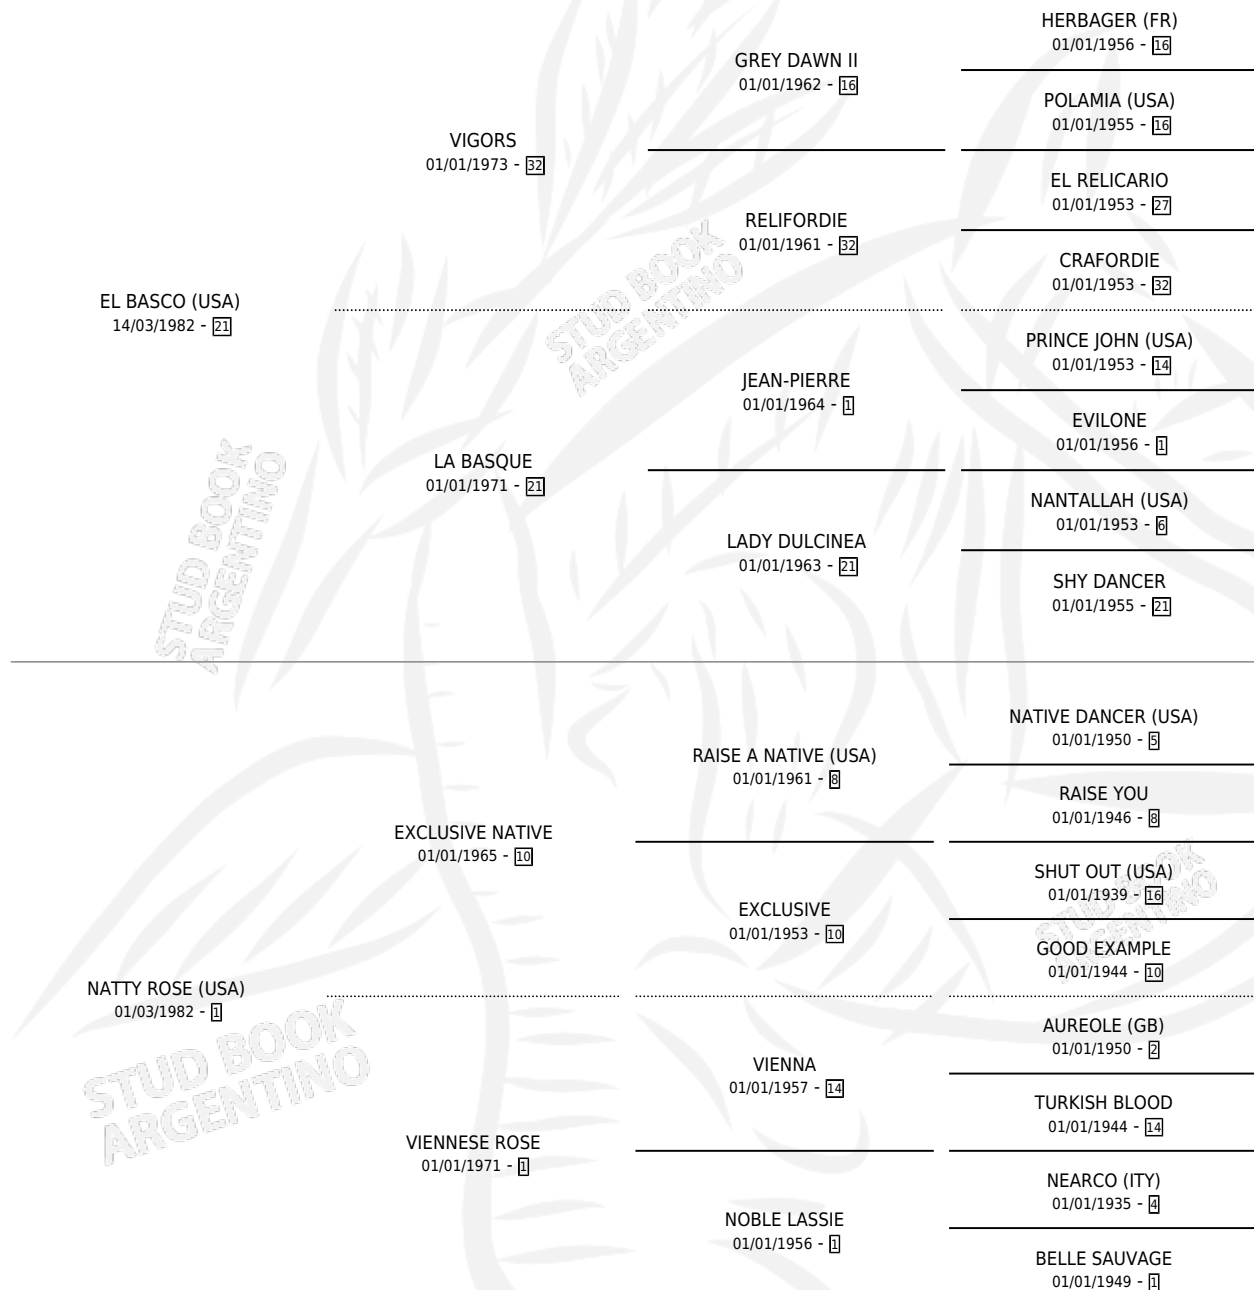 HERBAGER (FR)
01/01/1956 - 16
GREY DAWN II
01/01/1962 - 16
POLAMIA (USA)
01/01/1955 - 16
VIGORS
01/01/1973 - 32
EL RELICARIO
01/01/1953 - 27
RELIFORDIE
01/01/1961 - 32
CRAFORDIE
01/01/1953 - 32
EL BASCO (USA)
14/03/1982 - 21
STUD BOOK
ARGENTINO
PRINCE JOHN (USA)
01/01/1953 - 14
JEAN-PIERRE
01/01/1964 - 1
EVILONE
01/01/1956 - 1
LA BASQUE
01/01/1971 - 21
NANTALLAH (USA)
01/01/1953 - 6
LADY DULCINEA
01/01/1963 - 21
SHY DANCER
01/01/1955 - 21
STUD BOOK
ARGENTINO
NATIVE DANCER (USA)
01/01/1950 - 5
RAISE A NATIVE (USA)
01/01/1961 - 8
RAISE YOU
01/01/1946 - 8
EXCLUSIVE NATIVE
01/01/1965 - 10
SHUT OUT (USA)
01/01/1939 - 16
EXCLUSIVE
01/01/1953 - 10
GOOD EXAMPLE
01/01/1944 - 10
STUD BOOK
ARGENTINO
NATTY ROSE (USA)
01/03/1982 - 1
STUD BOOK
ARGENTINO
AUREOLE (GB)
01/01/1950 - 2
VIENNA
01/01/1957 - 14
TURKISH BLOOD
01/01/1944 - 14
VIENNESE ROSE
01/01/1971 - 1
NEARCO (ITY)
01/01/1935 - 4
NOBLE LASSIE
01/01/1956 - 1
BELLE SAUVAGE
01/01/1949 - 1